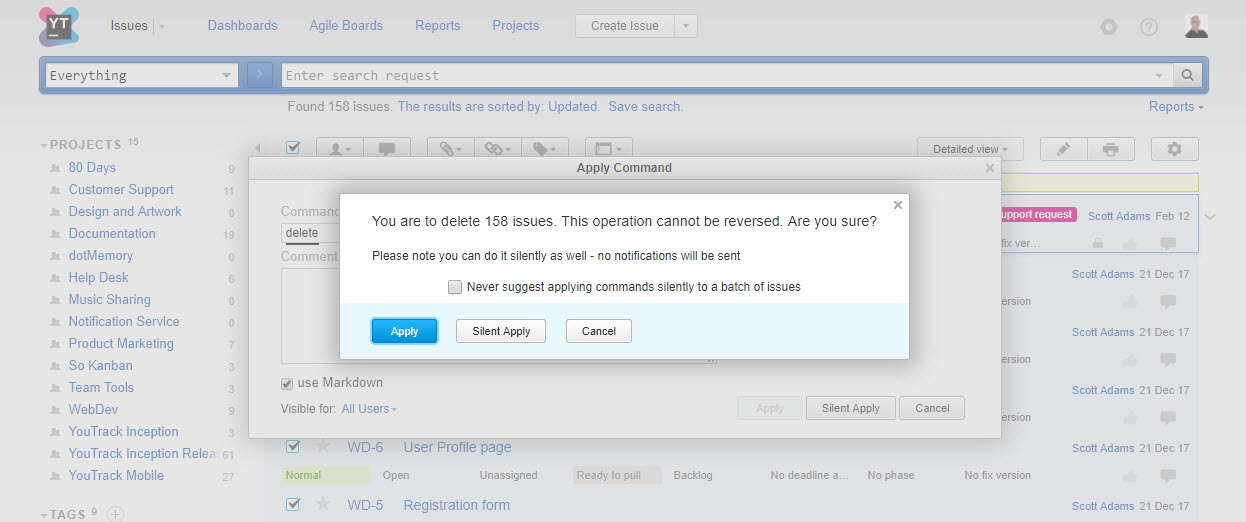 YT
Issues
Dashboards
Agile Boards
Reports
Projects
Create Issue
Everything
Enter search request
Found 158 issues. The results are sorted by: Updated. Save search.
Reports
PROJECTS 15
Detailed view
80 Days 9
Customer Support 11
Design and Artwork 0
Documentation 19
dotMemory 0
Help Desk 6
Music Sharing 0
Notification Service 0
Product Marketing 7
So Kanban 3
Team Tools 3
WebDev 9
YouTrack Inception 3
YouTrack Inception Relea 61
YouTrack Mobile 27
TAGS 9
Apply Command
Comman
delete
Comment
You are to delete 158 issues. This operation cannot be reversed. Are you sure?
Please note you can do it silently as well - no notifications will be sent
Never suggest applying commands silently to a batch of issues
Apply
Silent Apply
Cancel
use Markdown
Visible for: All Users
Apply
Silent Apply
Cancel
upport request Scott Adams Feb 12
fix ver...
Scott Adams 21 Dec 17
ersion
Scott Adams 21 Dec 17
ersion
Scott Adams 21 Dec 17
ersion
WD-6 User Profile page
Scott Adams 21 Dec 17
Normal Open Unassigned Ready to pull Backlog No deadline a... No phase No fix version
WD-5 Registration form
Scott Adams 21 Dec 17